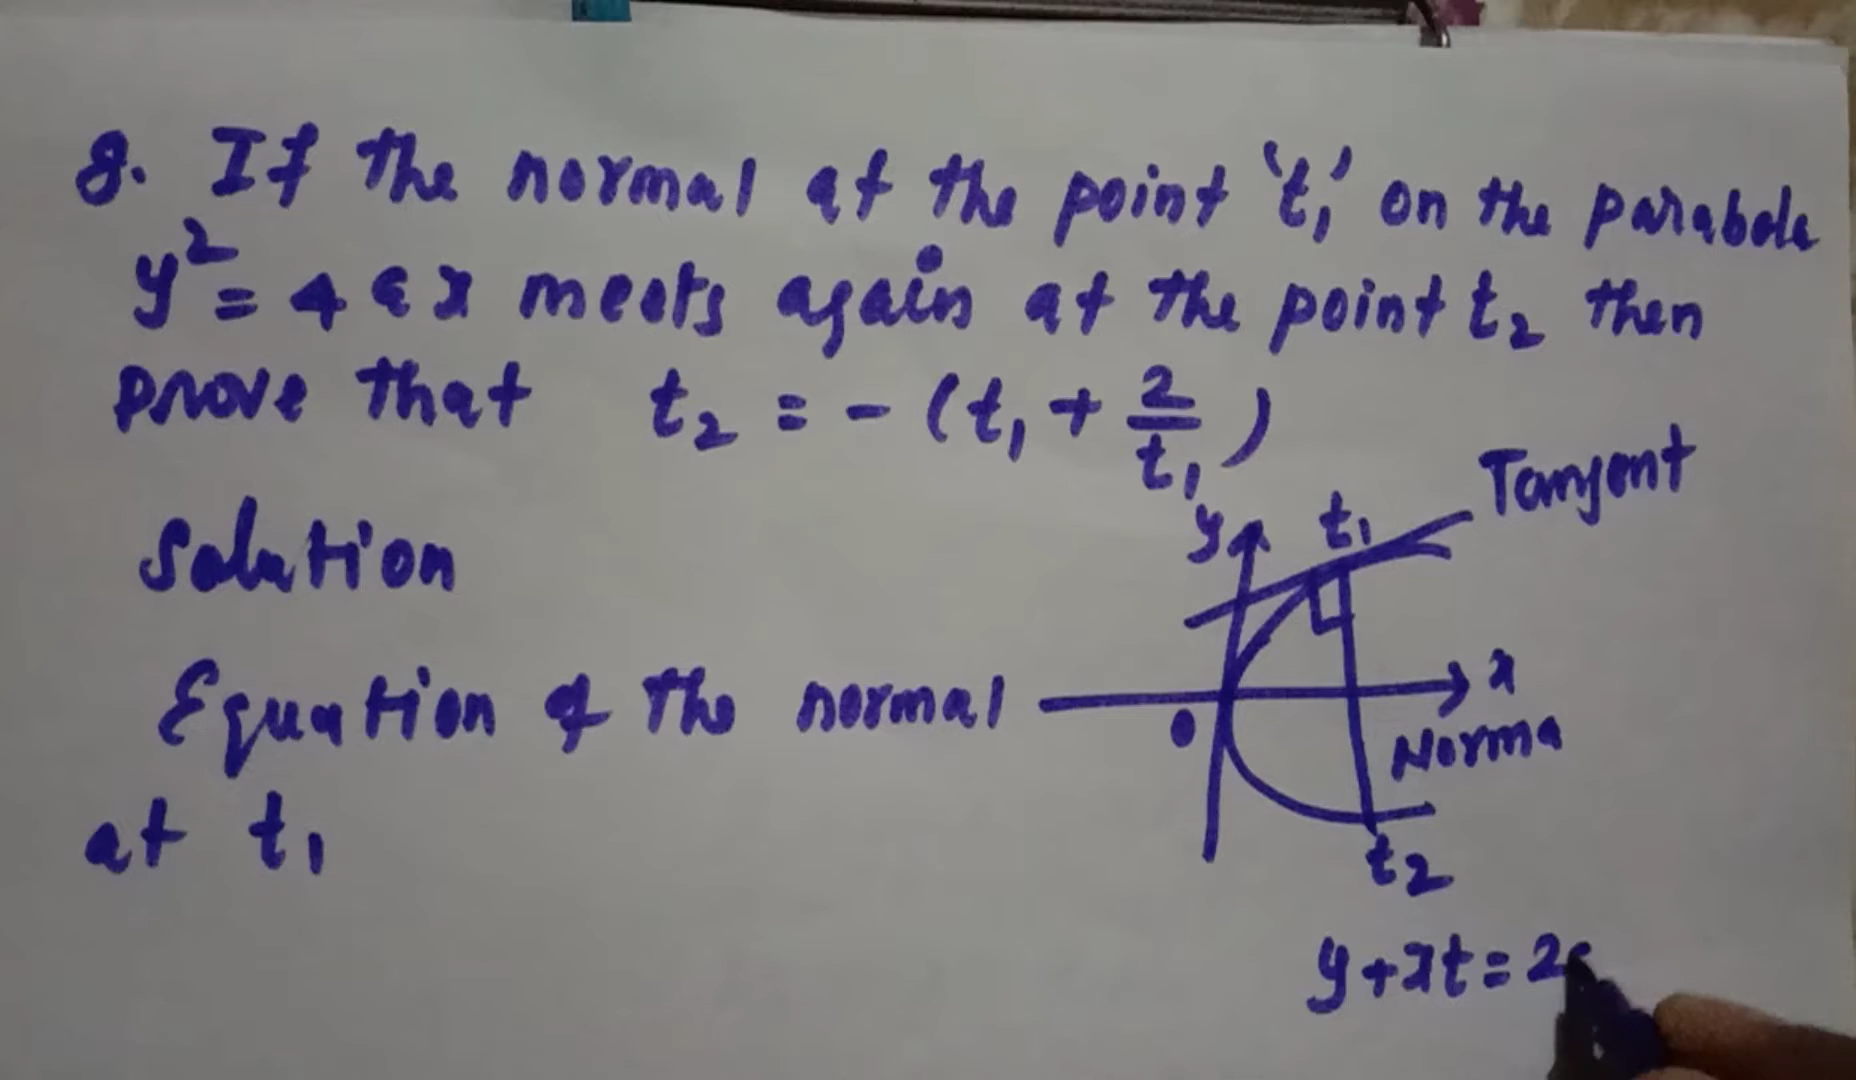 8. If the normal at the point 't₁' on the parabola
y² = 4ax meets again at the point t₂ then
prove that t₂ = - (t₁ + 2/t₁)
Solution
Equation of the normal
at t₁
Tangent
y
t₁
x
0
Norma
t₂
y + xt = 2